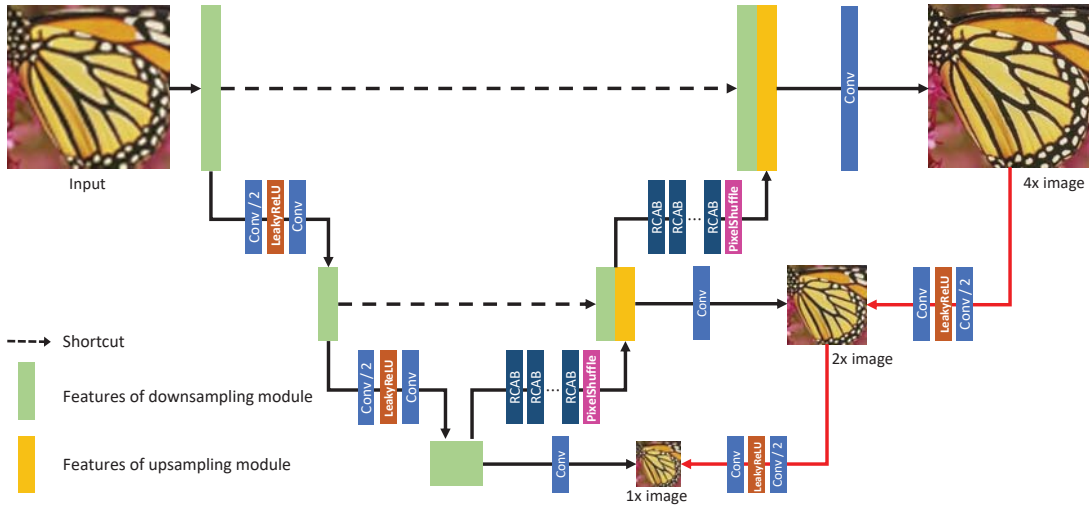 Input
Conv
4x image
Conv / 2
LeakyReLU
Conv
RCAB
RCAB
...
RCAB
PixelShuffle
Conv
2x image
Conv
LeakyReLU
Conv / 2
Shortcut
Features of downsampling module
Features of upsampling module
Conv / 2
LeakyReLU
Conv
RCAB
RCAB
...
RCAB
PixelShuffle
Conv
1x image
Conv
LeakyReLU
Conv / 2